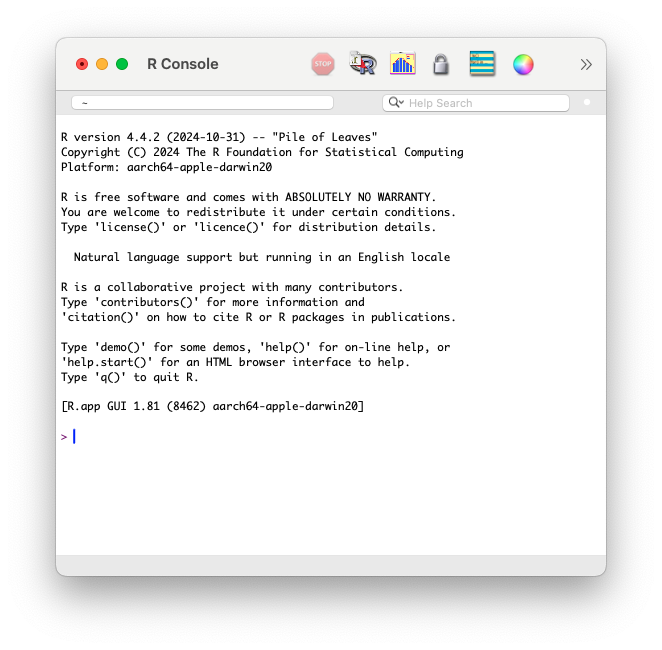 R Console
STOP
~
Help Search
R version 4.4.2 (2024-10-31) -- "Pile of Leaves"
Copyright (C) 2024 The R Foundation for Statistical Computing
Platform: aarch64-apple-darwin20
R is free software and comes with ABSOLUTELY NO WARRANTY.
You are welcome to redistribute it under certain conditions.
Type 'license()' or 'licence()' for distribution details.
Natural language support but running in an English locale
R is a collaborative project with many contributors.
Type 'contributors()' for more information and
'citation()' on how to cite R or R packages in publications.
Type 'demo()' for some demos, 'help()' for on-line help, or
'help.start()' for an HTML browser interface to help.
Type 'q()' to quit R.
[R.app GUI 1.81 (8462) aarch64-apple-darwin20]
>